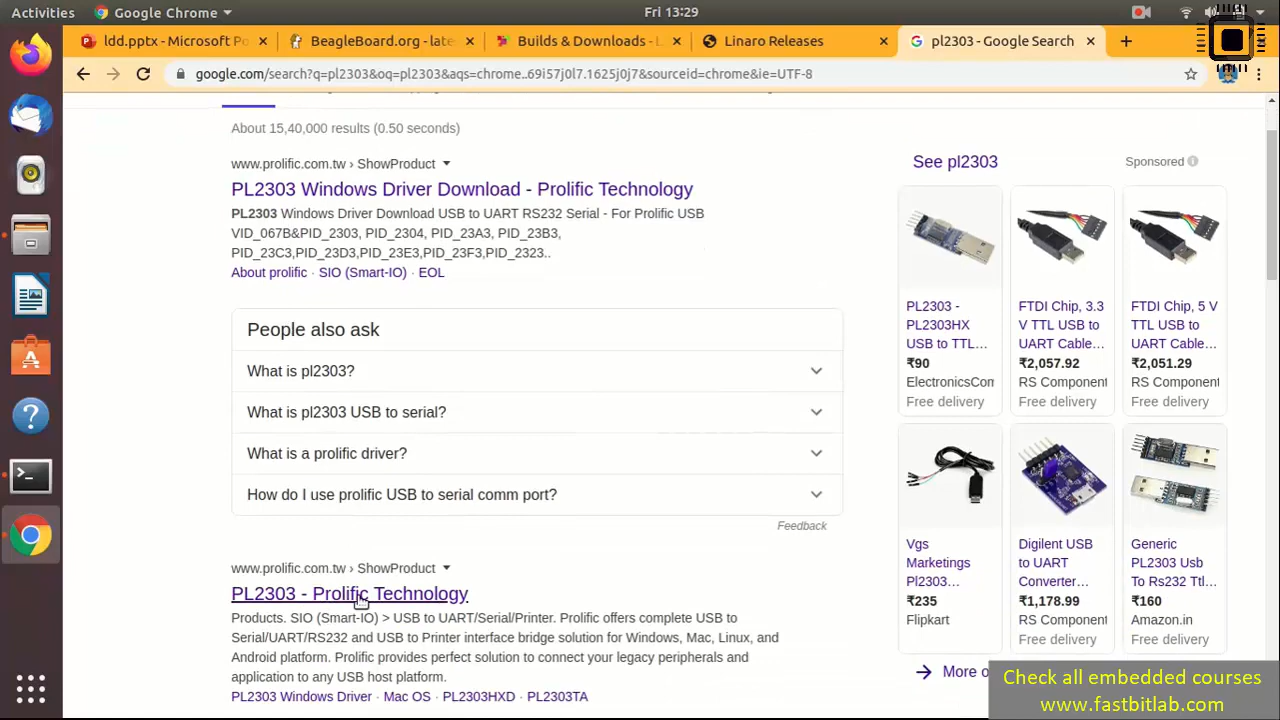 Activities
Google Chrome
Fri 13:29
ldd.pptx - Microsoft Po
BeagleBoard.org - late
Builds & Downloads - L
Linaro Releases
pl2303 - Google Search
google.com/search?q=pl2303&oq=pl2303&aqs=chrome..69i57j0l7.1625j0j7&sourceid=chrome&ie=UTF-8
About 15,40,000 results (0.50 seconds)
www.prolific.com.tw › ShowProduct
PL2303 Windows Driver Download - Prolific Technology
PL2303 Windows Driver Download USB to UART RS232 Serial - For Prolific USB
VID_067B&PID_2303, PID_2304, PID_23A3, PID_23B3,
PID_23C3,PID_23D3,PID_23E3,PID_23F3,PID_2323..
About prolific · SIO (Smart-IO) · EOL
People also ask
What is pl2303?
What is pl2303 USB to serial?
What is a prolific driver?
How do I use prolific USB to serial comm port?
Feedback
www.prolific.com.tw › ShowProduct
PL2303 - Prolific Technology
Products. SIO (Smart-IO) > USB to UART/Serial/Printer. Prolific offers complete USB to
Serial/UART/RS232 and USB to Printer interface bridge solution for Windows, Mac, Linux, and
Android platform. Prolific provides perfect solution to connect your legacy peripherals and
application to any USB host platform.
PL2303 Windows Driver · Mac OS · PL2303HXD · PL2303TA
See pl2303
Sponsored
PL2303 -
PL2303HX
USB to TTL...
₹90
ElectronicsCom
Free delivery
FTDI Chip, 3.3
V TTL USB to
UART Cable...
₹2,057.92
RS Component
Free delivery
FTDI Chip, 5 V
TTL USB to
UART Cable...
₹2,051.29
RS Component
Free delivery
Vgs
Marketings
Pl2303...
₹235
Flipkart
Digilent USB
to UART
Converter...
₹1,178.99
RS Component
Free delivery
Generic
PL2303 Usb
To Rs232 Ttl...
₹160
Amazon.in
Free delivery
More o
Check all embedded courses
www.fastbitlab.com